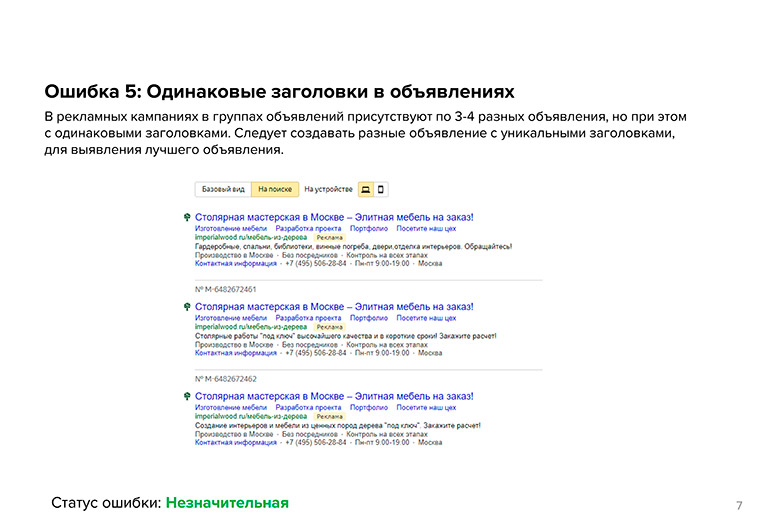 Ошибка 5: Одинаковые заголовки в объявлениях
В рекламных кампаниях в группах объявлений присутствуют по 3-4 разных объявления, но при этом
с одинаковыми заголовками. Следует создавать разные объявление с уникальными заголовками,
для выявления лучшего объявления.
Базовый вид На поиске На устройстве
Столярная мастерская в Москве – Элитная мебель на заказ!
Изготовление мебели Разработка проекта Портфолио Посетите наш цех
imperialwood.ru/мебель-из-дерева Реклама
Гардеробные, спальни, библиотеки, винные погреба, двери,отделка интерьеров. Обращайтесь!
Производство в Москве · Без посредников · Контроль на всех этапах
Контактная информация · +7 (495) 506-28-84 · Пн-пт 9:00-19:00 · Москва
№ M-6482672461
Столярная мастерская в Москве – Элитная мебель на заказ!
Изготовление мебели Разработка проекта Портфолио Посетите наш цех
imperialwood.ru/мебель-из-дерева Реклама
Столярные работы "под ключ" высочайшего качества и в короткие сроки! Закажите расчет!
Производство в Москве · Без посредников · Контроль на всех этапах
Контактная информация · +7 (495) 506-28-84 · Пн-пт 9:00-19:00 · Москва
№ M-6482672462
Столярная мастерская в Москве – Элитная мебель на заказ!
Изготовление мебели Разработка проекта Портфолио Посетите наш цех
imperialwood.ru/мебель-из-дерева Реклама
Создание интерьеров и мебели из ценных пород дерева "под ключ". Закажите расчет!
Производство в Москве · Без посредников · Контроль на всех этапах
Контактная информация · +7 (495) 506-28-84 · Пн-пт 9:00-19:00 · Москва
Статус ошибки: Незначительная
7